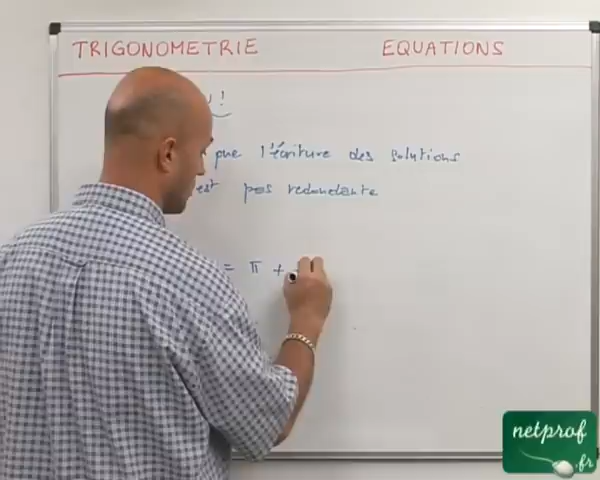 TRIGONOMETRIE EQUATIONS
!
que l'écriture des solutions
est pas redondante
= π +
netprof
.fr